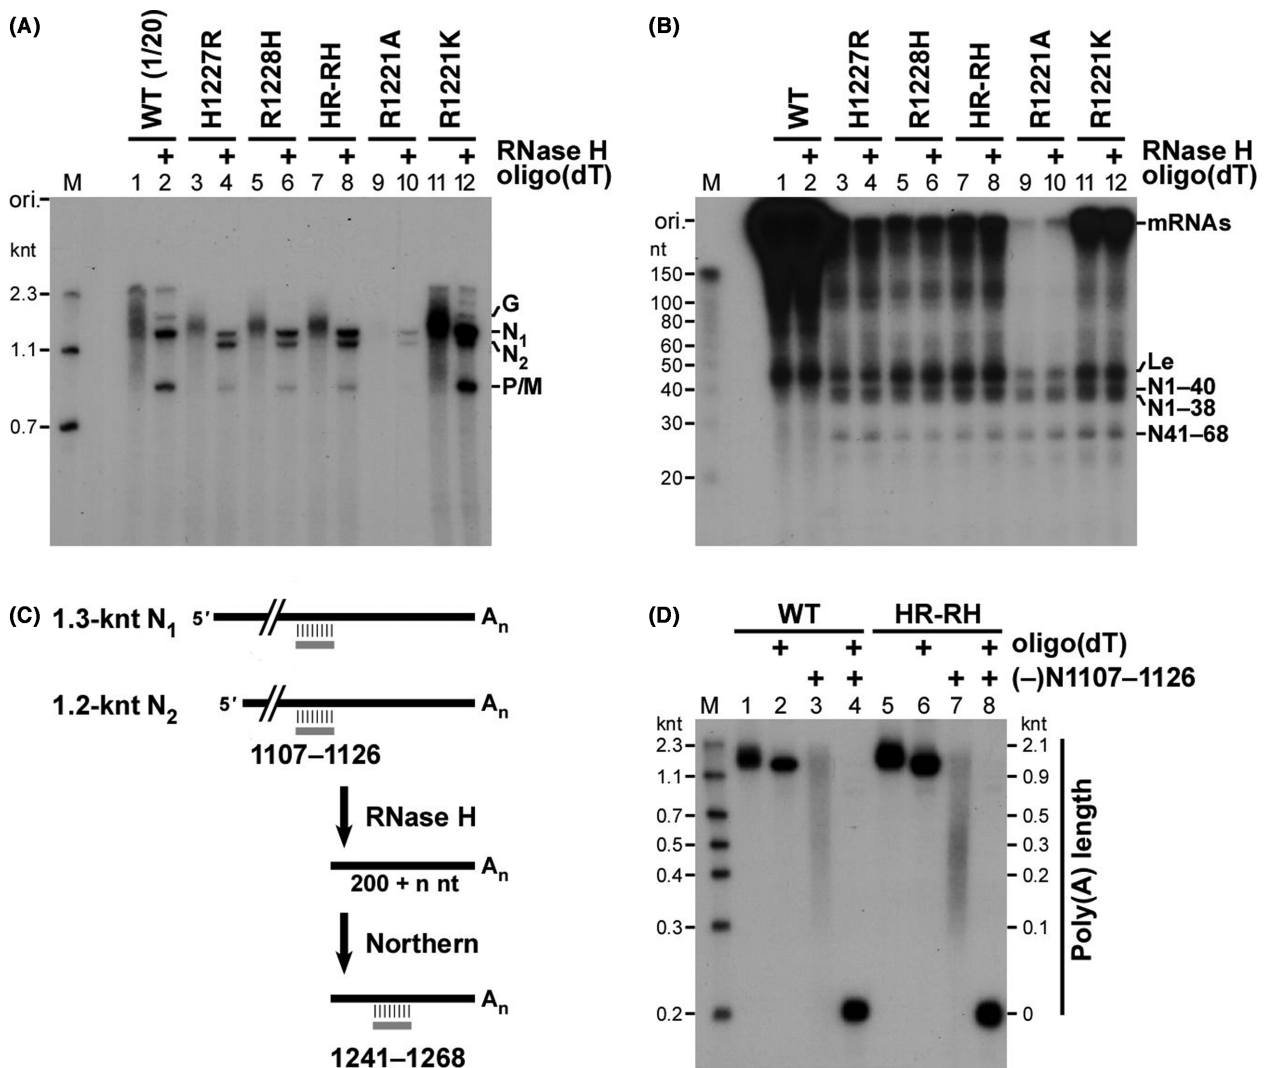 (A)
WT (1/20)
H1227R
R1228H
HR-RH
R1221A
R1221K
+ + + + + + RNase H
oligo(dT)
M 1 2 3 4 5 6 7 8 9 10 11 12
ori.
knt
2.3
1.1
0.7
G
N1
N2
P/M
(B)
WT
H1227R
R1228H
HR-RH
R1221A
R1221K
+ + + + + + RNase H
oligo(dT)
M 1 2 3 4 5 6 7 8 9 10 11 12
ori.
nt
150
100
80
60
50
40
30
20
mRNAs
Le
N1–40
N1–38
N41–68
(C)
1.3-knt N1 5′ An
1.2-knt N2 5′ An
1107–1126
RNase H
An
200 + n nt
Northern
An
1241–1268
(D)
WT HR-RH
+ + + + oligo(dT)
+ + + + (–)N1107–1126
M 1 2 3 4 5 6 7 8
knt knt
2.3 2.1
1.1 0.9
0.7 0.5
0.5 0.3
0.4 0.2
0.3 0.1
0.2 0
Poly(A) length